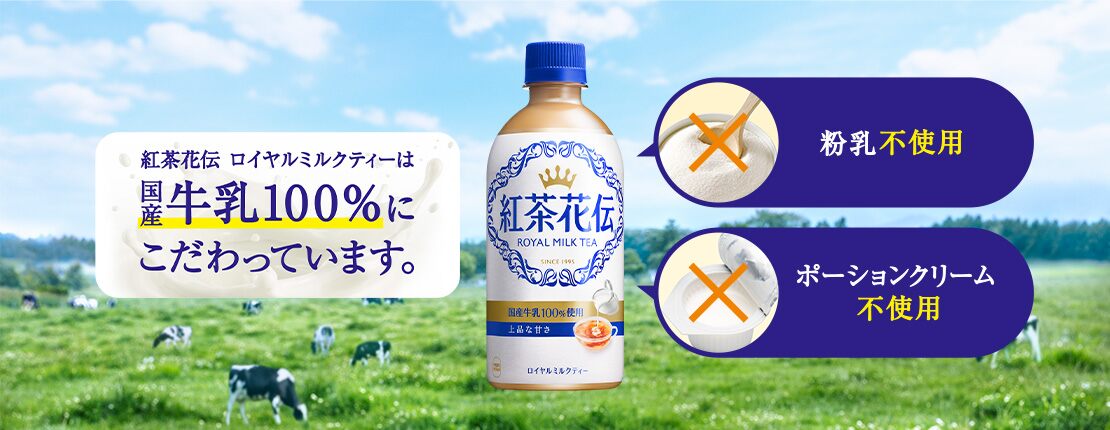 紅茶花伝 ロイヤルミルクティーは
国産牛乳100%に
こだわっています。
紅茶花伝
ROYAL MILK TEA
SINCE 1995
国産牛乳100%使用
上品な甘さ
ロイヤルミルクティー
粉乳不使用
ポーションクリーム
不使用